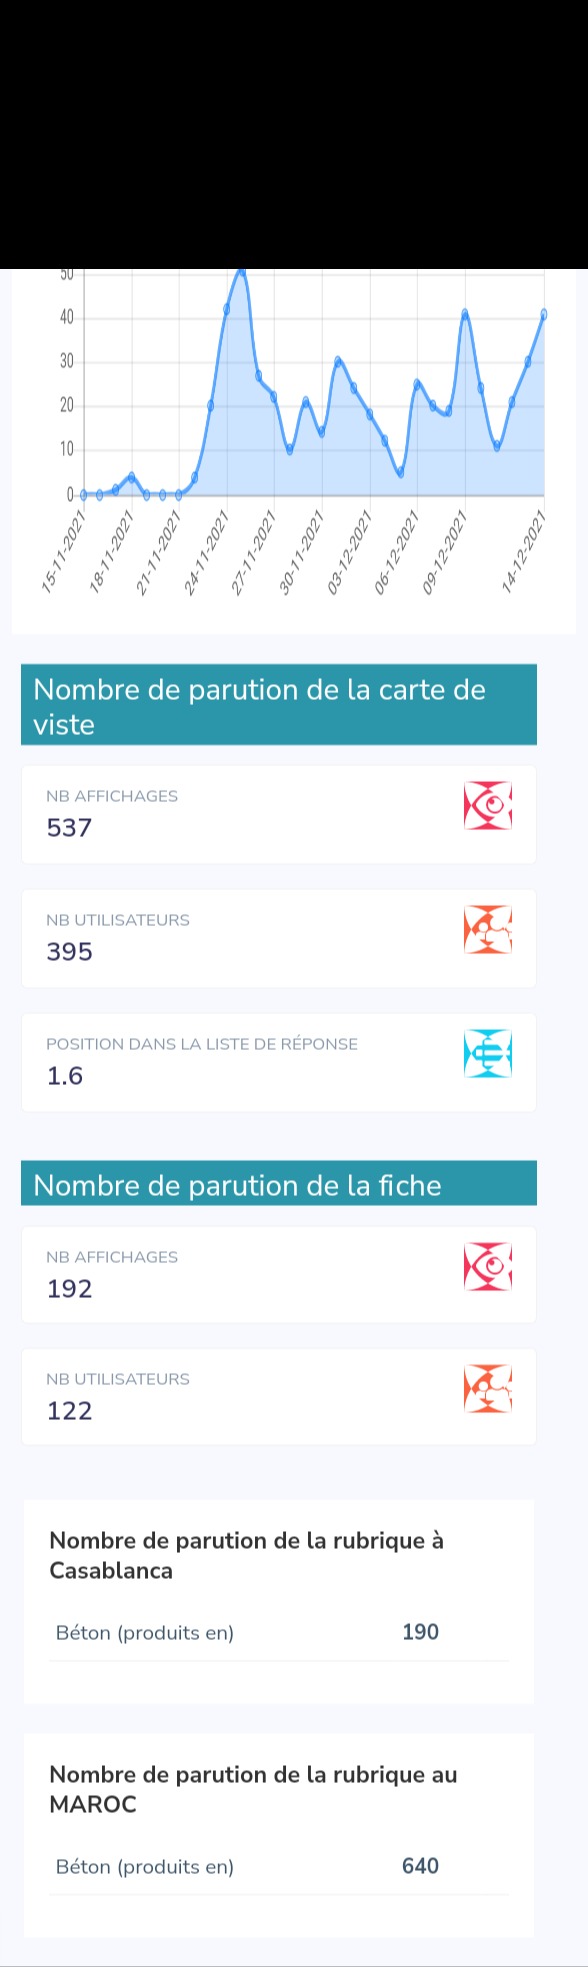 50
40
30
20
10
0
15-11-2021
18-11-2021
21-11-2021
24-11-2021
27-11-2021
30-11-2021
03-12-2021
06-12-2021
09-12-2021
14-12-2021
Nombre de parution de la carte de
viste
NB AFFICHAGES
537
NB UTILISATEURS
395
POSITION DANS LA LISTE DE RÉPONSE
1.6
Nombre de parution de la fiche
NB AFFICHAGES
192
NB UTILISATEURS
122
Nombre de parution de la rubrique à
Casablanca
Béton (produits en) 190
Nombre de parution de la rubrique au
MAROC
Béton (produits en) 640